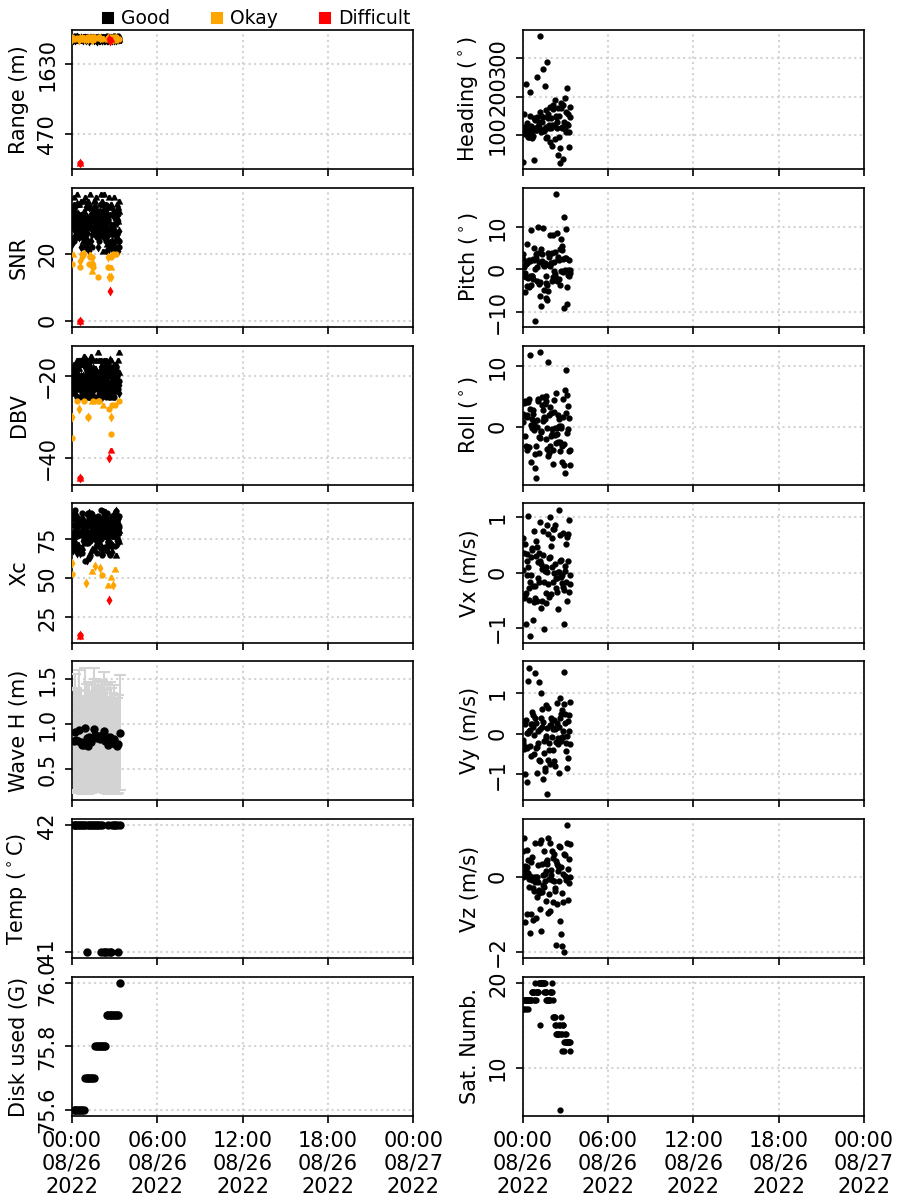 Good Okay Difficult
Range (m)
1630
470
Heading (°)
300
200
100
SNR
20
0
Pitch (°)
10
0
−10
DBV
−20
−40
Roll (°)
10
0
Xc
75
50
25
Vx (m/s)
1
0
−1
Wave H (m)
1.5
1.0
0.5
Vy (m/s)
1
0
−1
Temp (°C)
42
41
Vz (m/s)
0
−2
Disk used (G)
76.0
75.8
75.6
Sat. Numb.
20
10
00:00 06:00 12:00 18:00 00:00
08/26 08/26 08/26 08/26 08/27
2022 2022 2022 2022 2022
00:00 06:00 12:00 18:00 00:00
08/26 08/26 08/26 08/26 08/27
2022 2022 2022 2022 2022